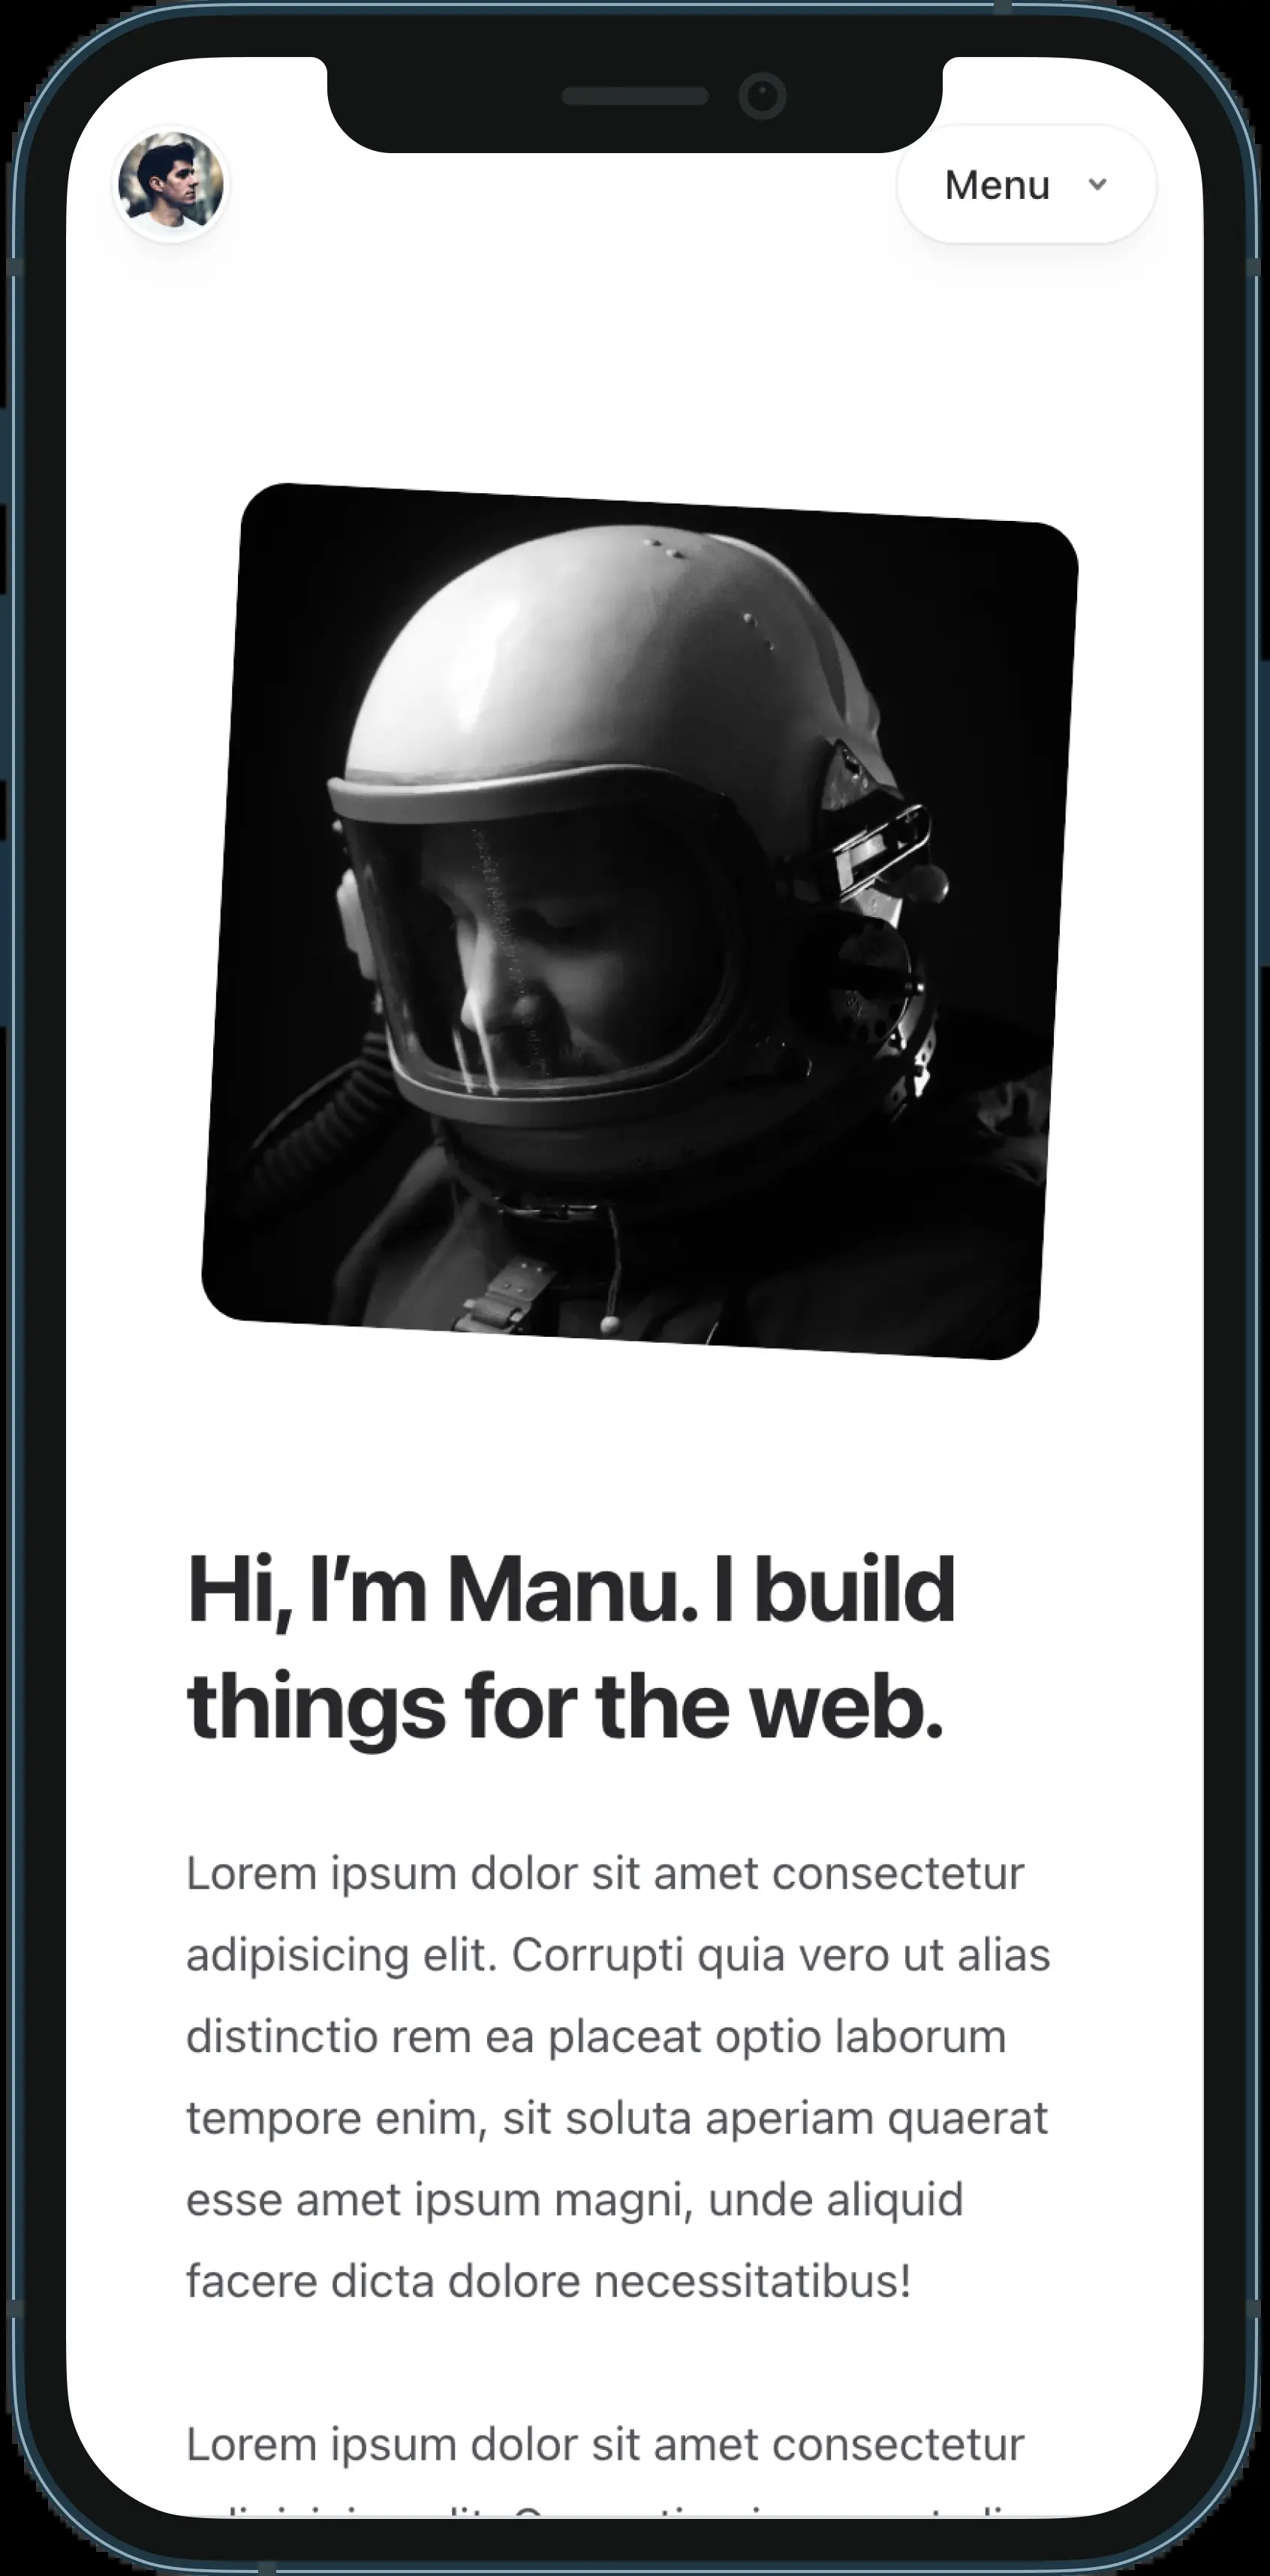 Menu
Hi, I’m Manu. I build
things for the web.
Lorem ipsum dolor sit amet consectetur
adipisicing elit. Corrupti quia vero ut alias
distinctio rem ea placeat optio laborum
tempore enim, sit soluta aperiam quaerat
esse amet ipsum magni, unde aliquid
facere dicta dolore necessitatibus!
Lorem ipsum dolor sit amet consectetur